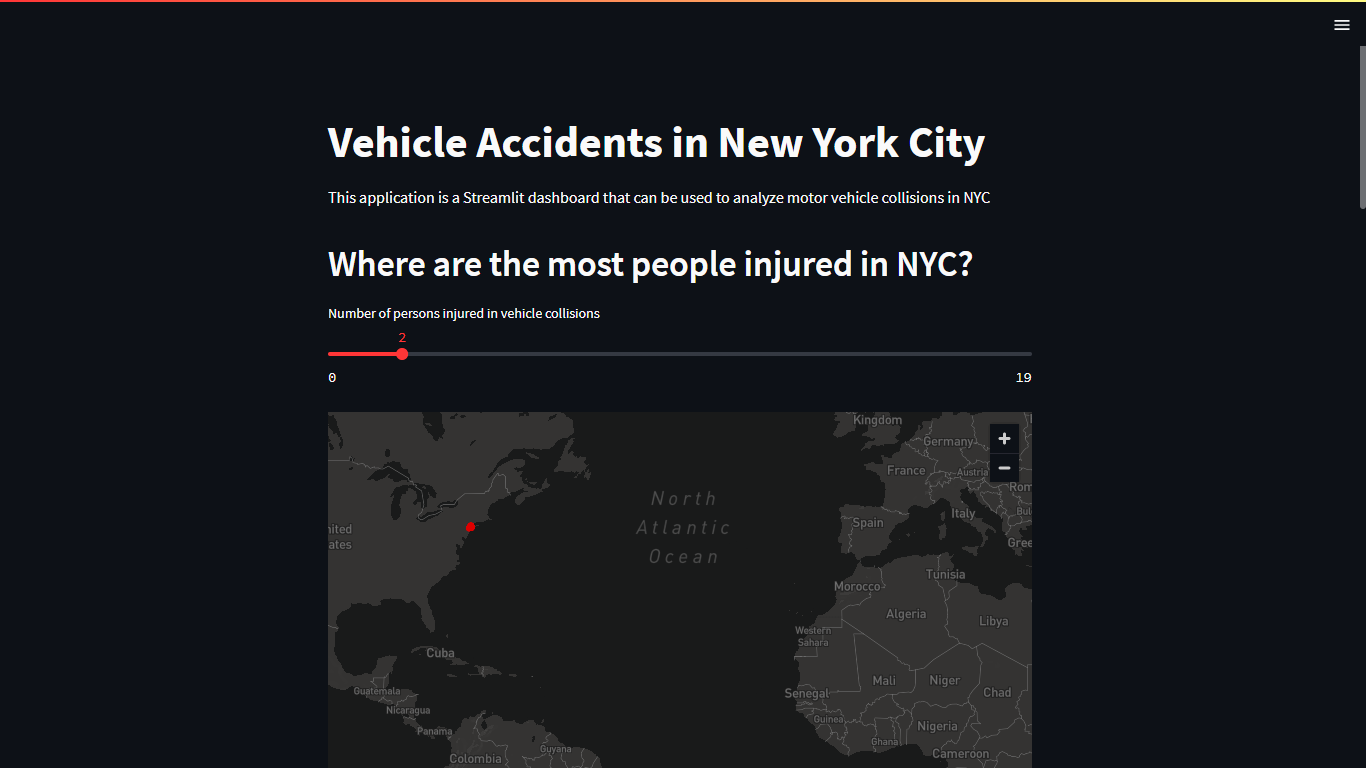 Vehicle Accidents in New York City
This application is a Streamlit dashboard that can be used to analyze motor vehicle collisions in NYC
Where are the most people injured in NYC?
Number of persons injured in vehicle collisions
2
0
19
Kingdom
Germany
France
Austria
Rom
North
Atlantic
Ocean
Spain
Italy
Bul
Gree
nited
ates
Tunisia
Morocco
Algeria
Libya
Western
Sahara
Cuba
Mali
Niger
Chad
Guatemala
Senegal
Nicaragua
Guinea
Nigeria
Panama
Ghana
Guyana
Cameroon
Colombia